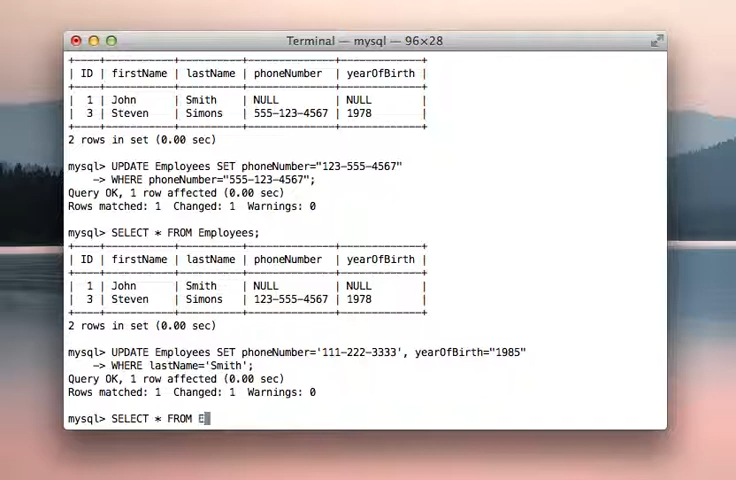 Terminal — mysql — 96×28
+----+-----------+----------+--------------+-------------+
| ID | firstName | lastName | phoneNumber  | yearOfBirth |
+----+-----------+----------+--------------+-------------+
|  1 | John      | Smith    | NULL         | NULL        |
|  3 | Steven    | Simons   | 555-123-4567 | 1978        |
+----+-----------+----------+--------------+-------------+
2 rows in set (0.00 sec)
mysql> UPDATE Employees SET phoneNumber="123-555-4567"
    -> WHERE phoneNumber="555-123-4567";
Query OK, 1 row affected (0.00 sec)
Rows matched: 1  Changed: 1  Warnings: 0
mysql> SELECT * FROM Employees;
+----+-----------+----------+--------------+-------------+
| ID | firstName | lastName | phoneNumber  | yearOfBirth |
+----+-----------+----------+--------------+-------------+
|  1 | John      | Smith    | NULL         | NULL        |
|  3 | Steven    | Simons   | 123-555-4567 | 1978        |
+----+-----------+----------+--------------+-------------+
2 rows in set (0.00 sec)
mysql> UPDATE Employees SET phoneNumber='111-222-3333', yearOfBirth="1985"
    -> WHERE lastName='Smith';
Query OK, 1 row affected (0.00 sec)
Rows matched: 1  Changed: 1  Warnings: 0
mysql> SELECT * FROM E